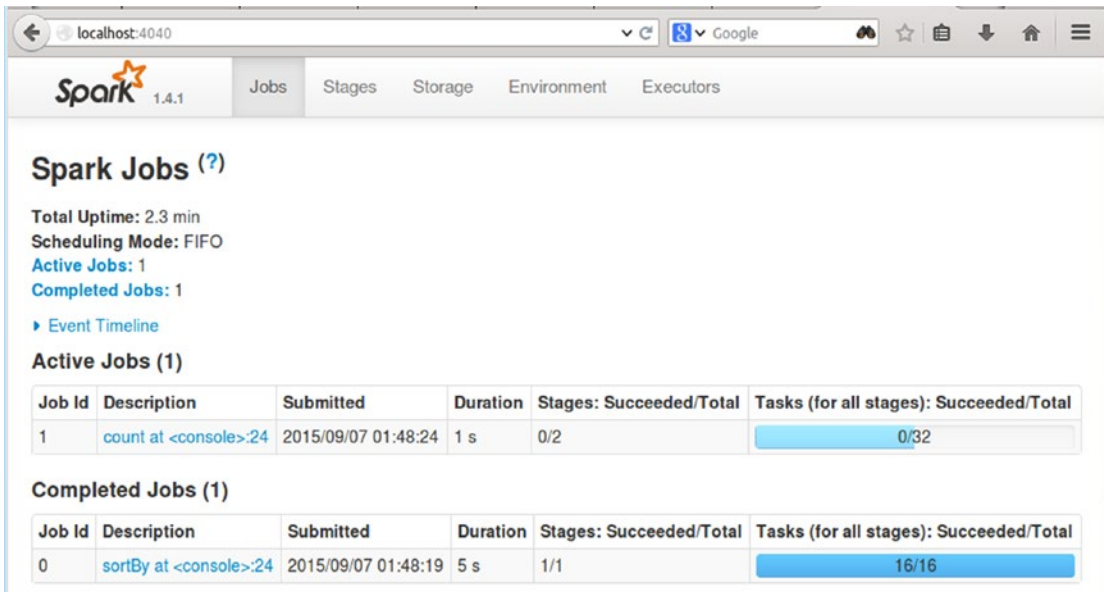 localhost:4040
Google
Spark 1.4.1 Jobs Stages Storage Environment Executors
Spark Jobs (?)
Total Uptime: 2.3 min
Scheduling Mode: FIFO
Active Jobs: 1
Completed Jobs: 1
Event Timeline
Active Jobs (1)
Job Id Description Submitted Duration Stages: Succeeded/Total Tasks (for all stages): Succeeded/Total
1 count at <console>:24 2015/09/07 01:48:24 1 s 0/2 0/32
Completed Jobs (1)
Job Id Description Submitted Duration Stages: Succeeded/Total Tasks (for all stages): Succeeded/Total
0 sortBy at <console>:24 2015/09/07 01:48:19 5 s 1/1 16/16